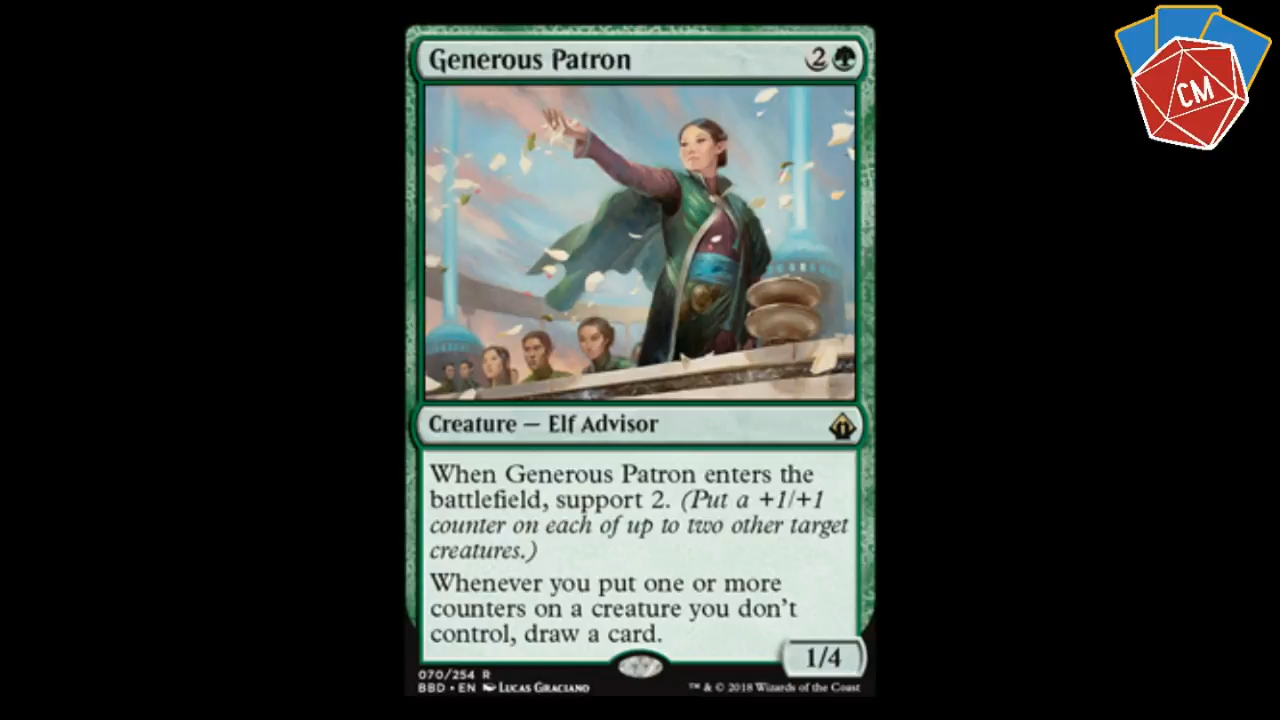 CM
Generous Patron 2
Creature — Elf Advisor
When Generous Patron enters the
battlefield, support 2. (Put a +1/+1
counter on each of up to two other target
creatures.)
Whenever you put one or more
counters on a creature you don't
control, draw a card.
1/4
070/254 R
BBD • EN Lucas Graciano
™ & © 2018 Wizards of the Coast